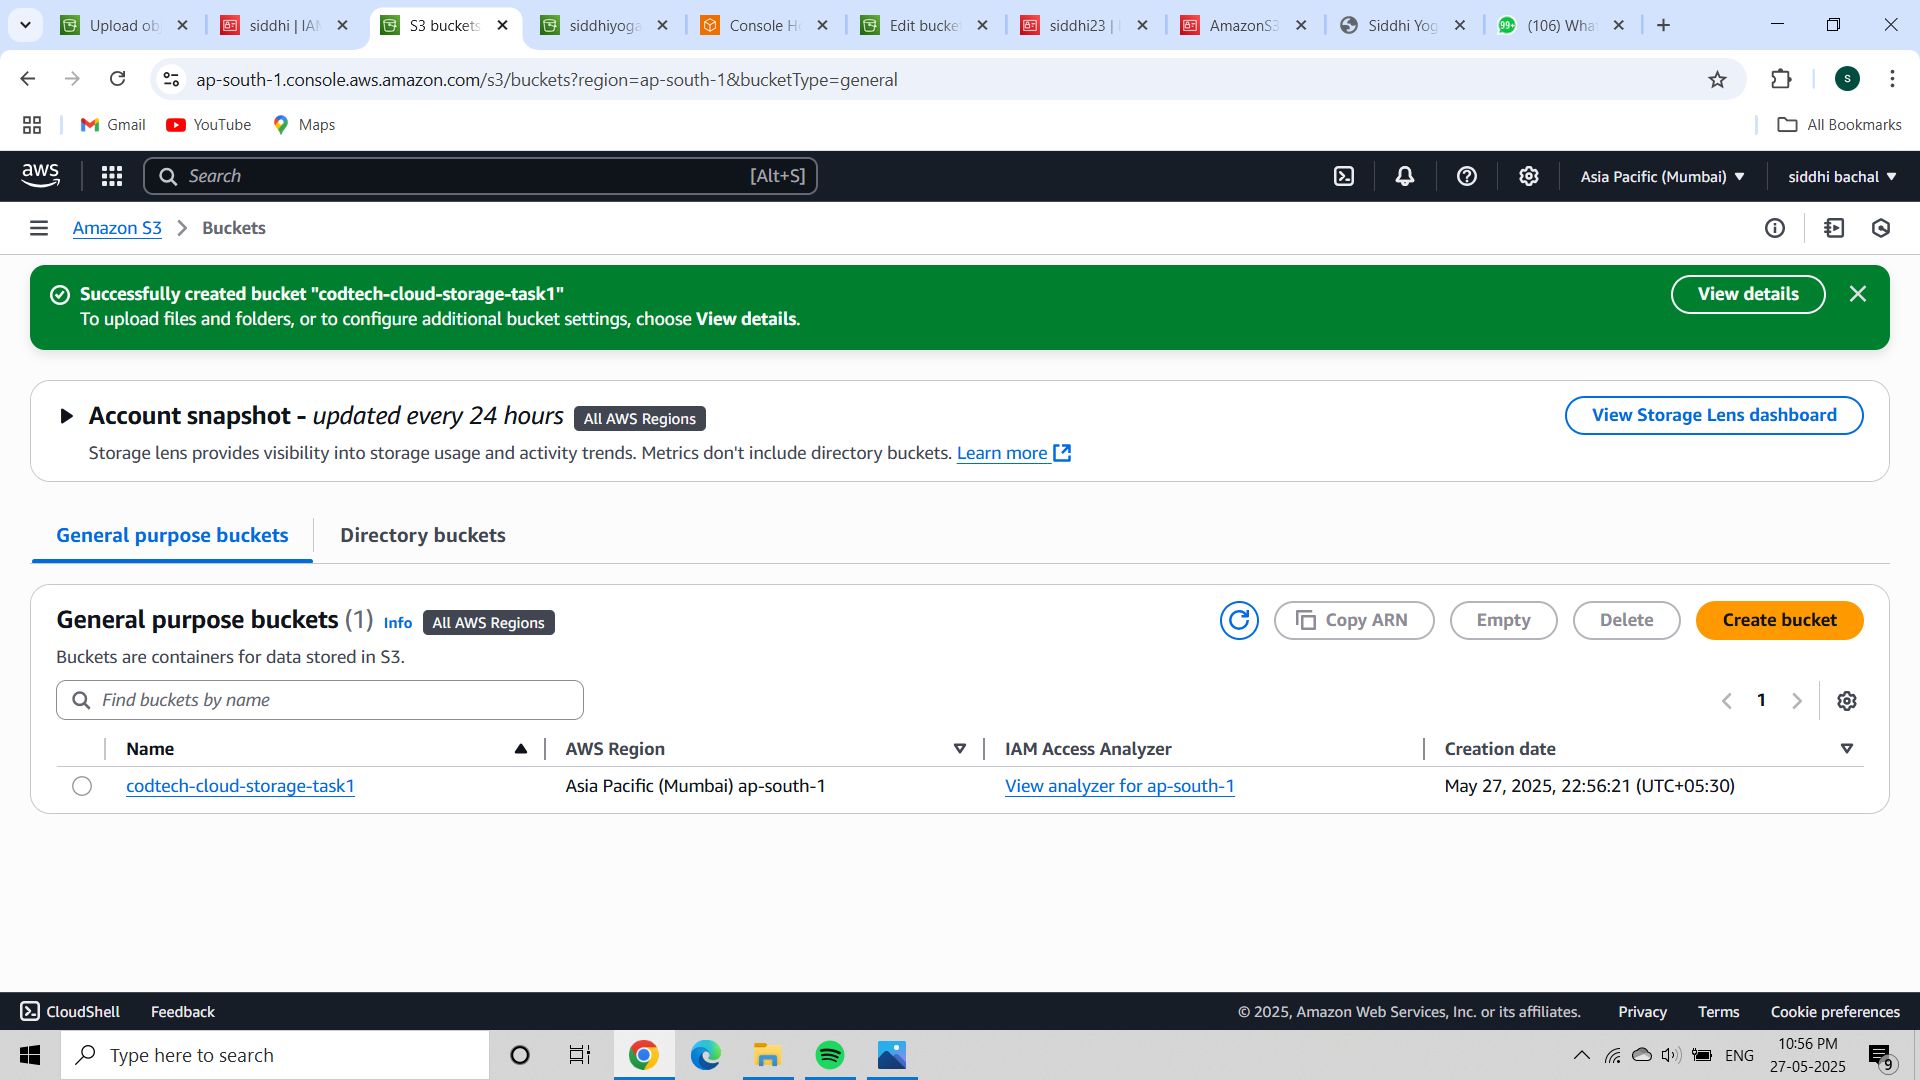 Upload ob
siddhi | IAM
S3 buckets
siddhiyoga
Console Ho
Edit bucket
siddhi23 |
AmazonS3
Siddhi Yog
(106) What
ap-south-1.console.aws.amazon.com/s3/buckets?region=ap-south-1&bucketType=general
S
Gmail
YouTube
Maps
All Bookmarks
aws
Search
[Alt+S]
Asia Pacific (Mumbai)
siddhi bachal
Amazon S3
Buckets
Successfully created bucket "codtech-cloud-storage-task1"
To upload files and folders, or to configure additional bucket settings, choose View details.
View details
Account snapshot - updated every 24 hours
All AWS Regions
View Storage Lens dashboard
Storage lens provides visibility into storage usage and activity trends. Metrics don't include directory buckets. Learn more
General purpose buckets
Directory buckets
General purpose buckets (1)
Info
All AWS Regions
Copy ARN
Empty
Delete
Create bucket
Buckets are containers for data stored in S3.
Find buckets by name
1
Name
AWS Region
IAM Access Analyzer
Creation date
codtech-cloud-storage-task1
Asia Pacific (Mumbai) ap-south-1
View analyzer for ap-south-1
May 27, 2025, 22:56:21 (UTC+05:30)
CloudShell
Feedback
© 2025, Amazon Web Services, Inc. or its affiliates.
Privacy
Terms
Cookie preferences
Type here to search
ENG
10:56 PM
27-05-2025
9